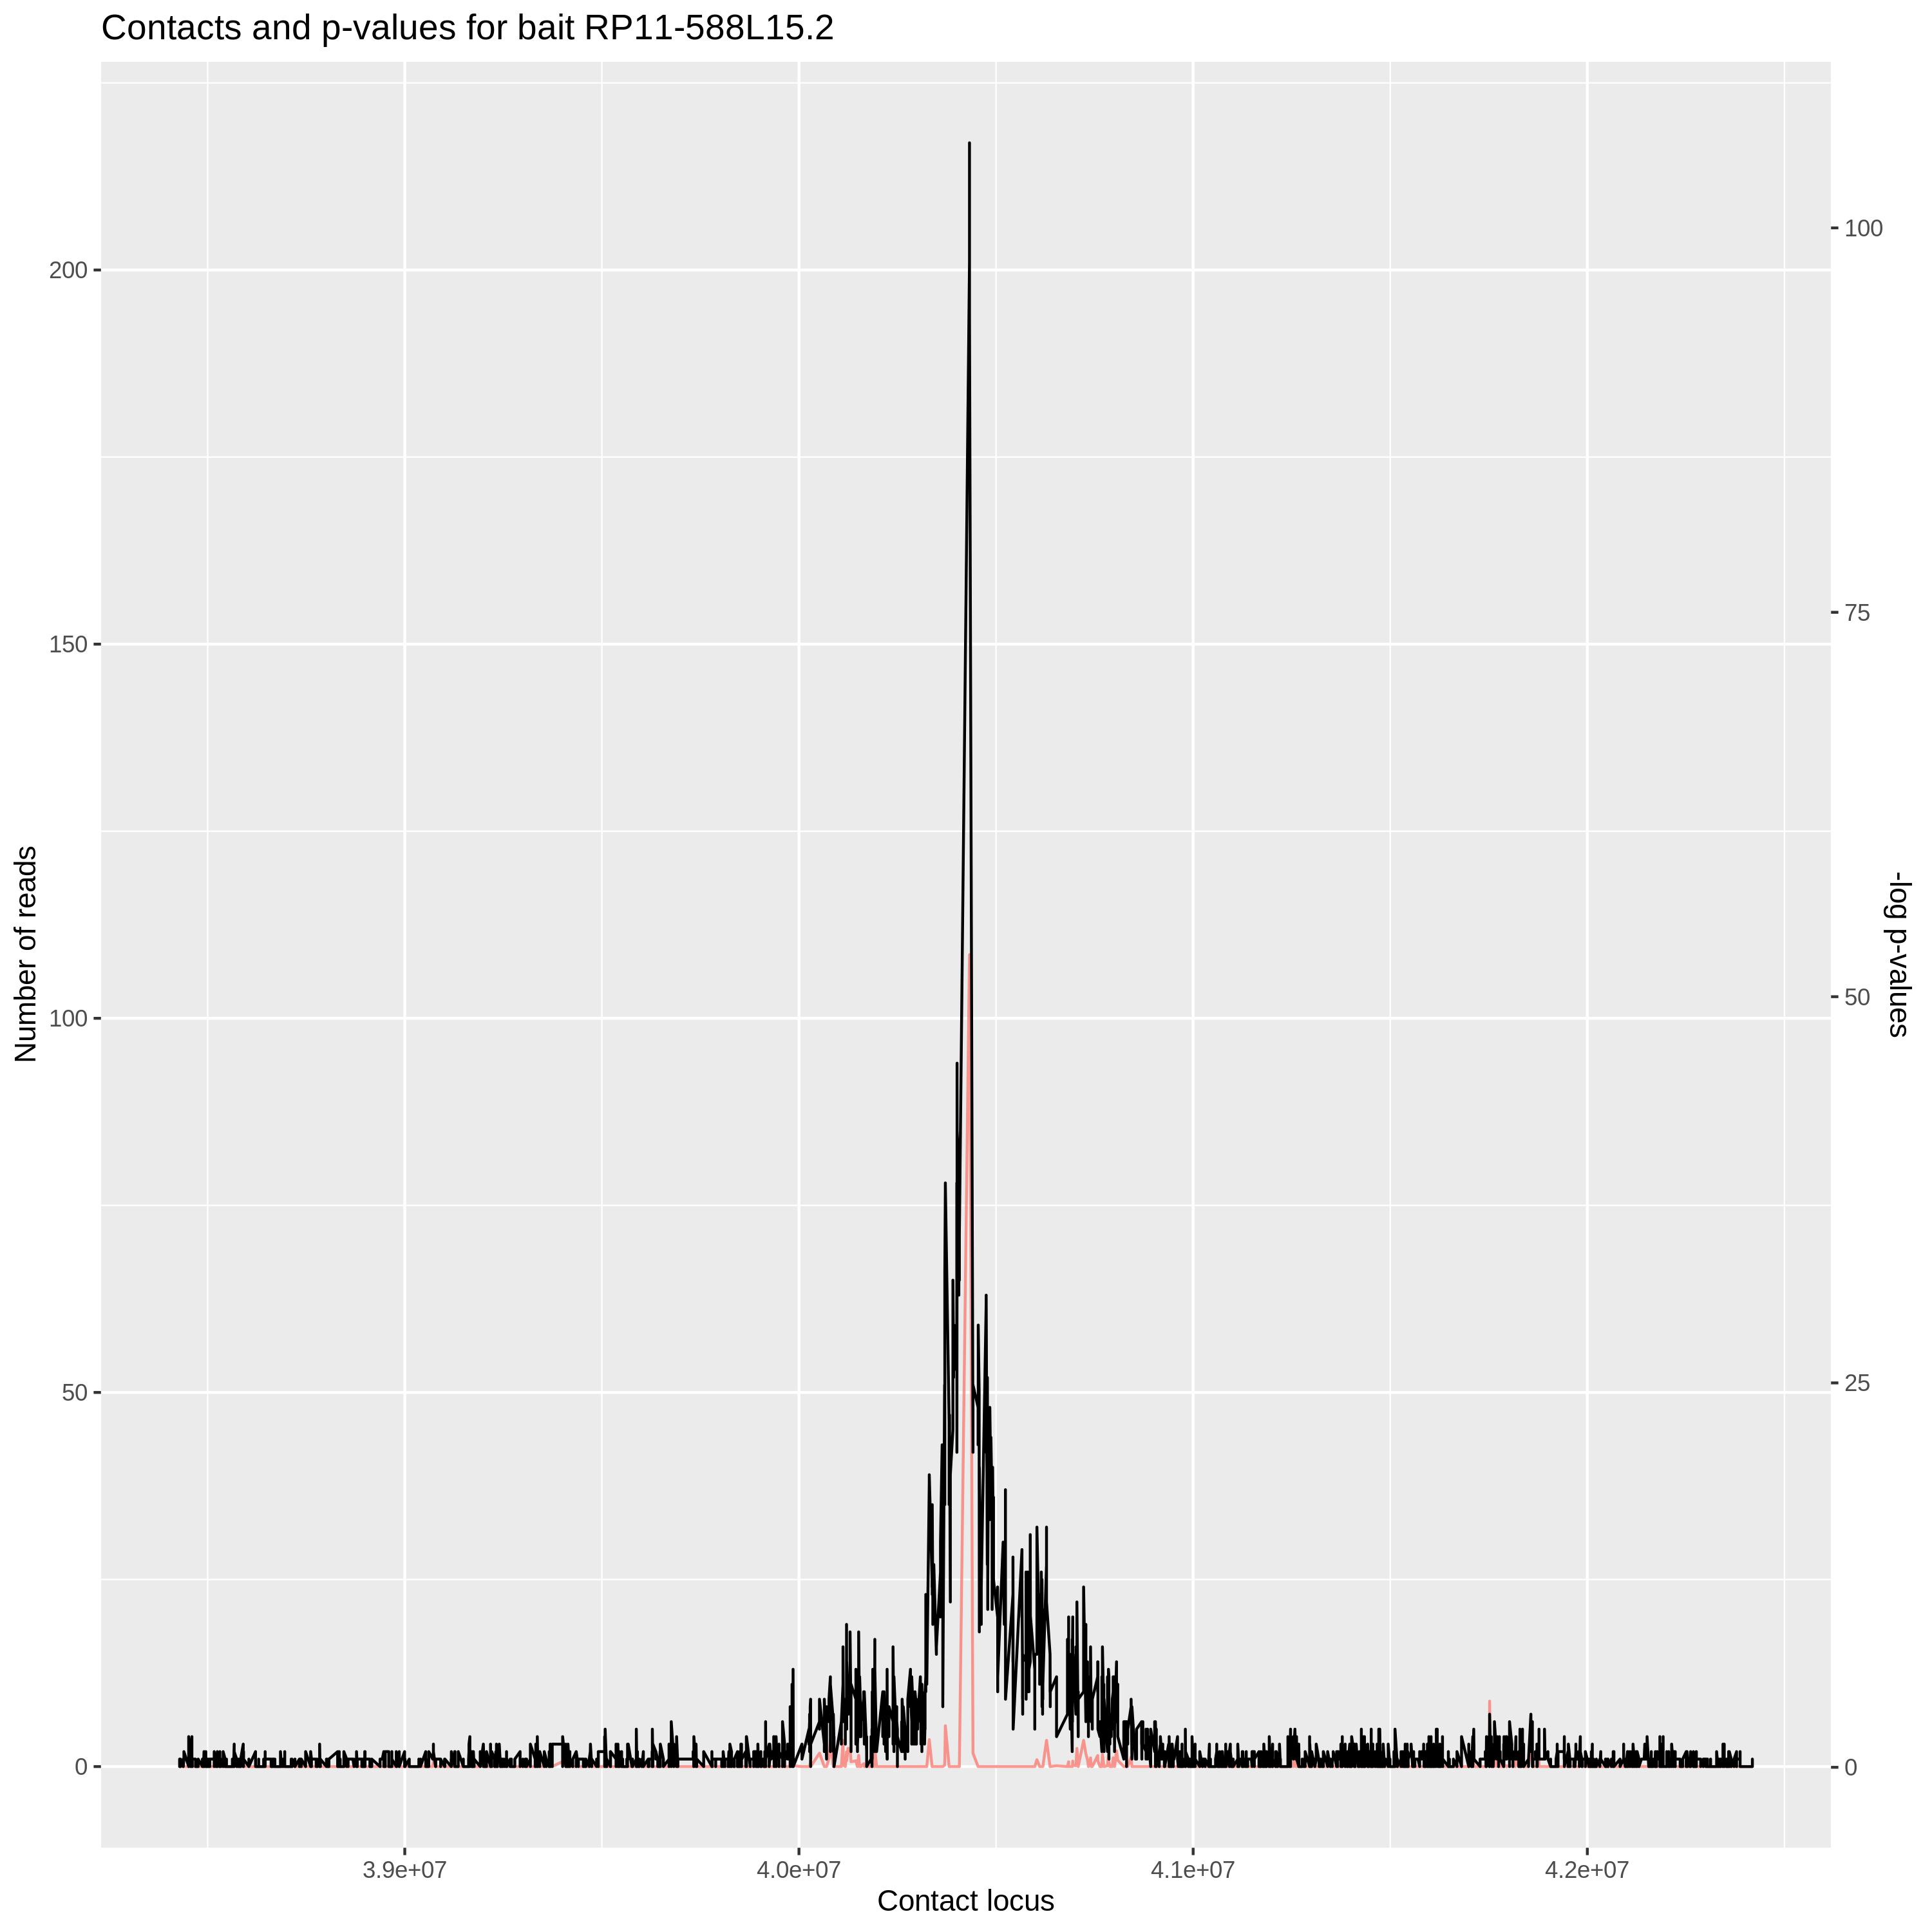 Contacts and p-values for bait RP11-588L15.2
200
150
100
50
0
Number of reads
100
75
50
25
0
-log p-values
3.9e+07
4.0e+07
4.1e+07
4.2e+07
Contact locus